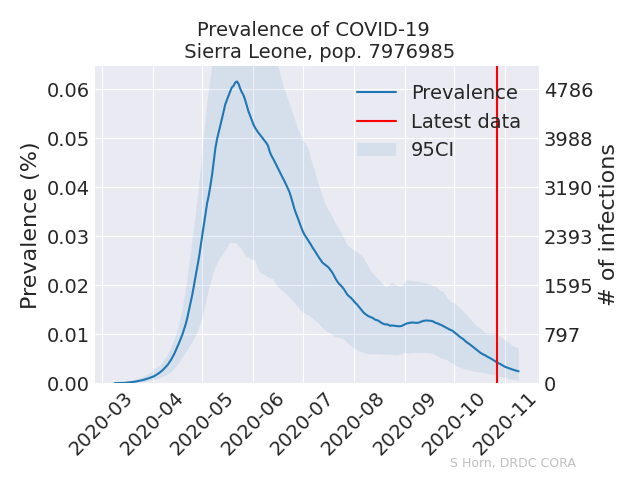 Prevalence of COVID-19
Sierra Leone, pop. 7976985
Prevalence
Latest data
95CI
Prevalence (%)
0.06
0.05
0.04
0.03
0.02
0.01
0.00
4786
3988
3190
2393
1595
797
0
# of infections
2020-03
2020-04
2020-05
2020-06
2020-07
2020-08
2020-09
2020-10
2020-11
S Horn, DRDC CORA